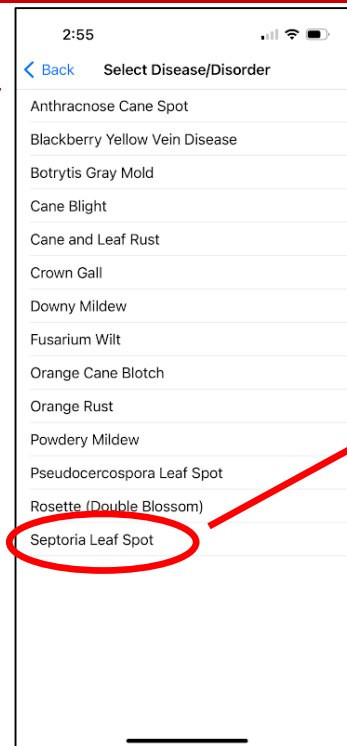 2:55
Back Select Disease/Disorder
Anthracnose Cane Spot
Blackberry Yellow Vein Disease
Botrytis Gray Mold
Cane Blight
Cane and Leaf Rust
Crown Gall
Downy Mildew
Fusarium Wilt
Orange Cane Blotch
Orange Rust
Powdery Mildew
Pseudocercospora Leaf Spot
Rosette (Double Blossom)
Septoria Leaf Spot